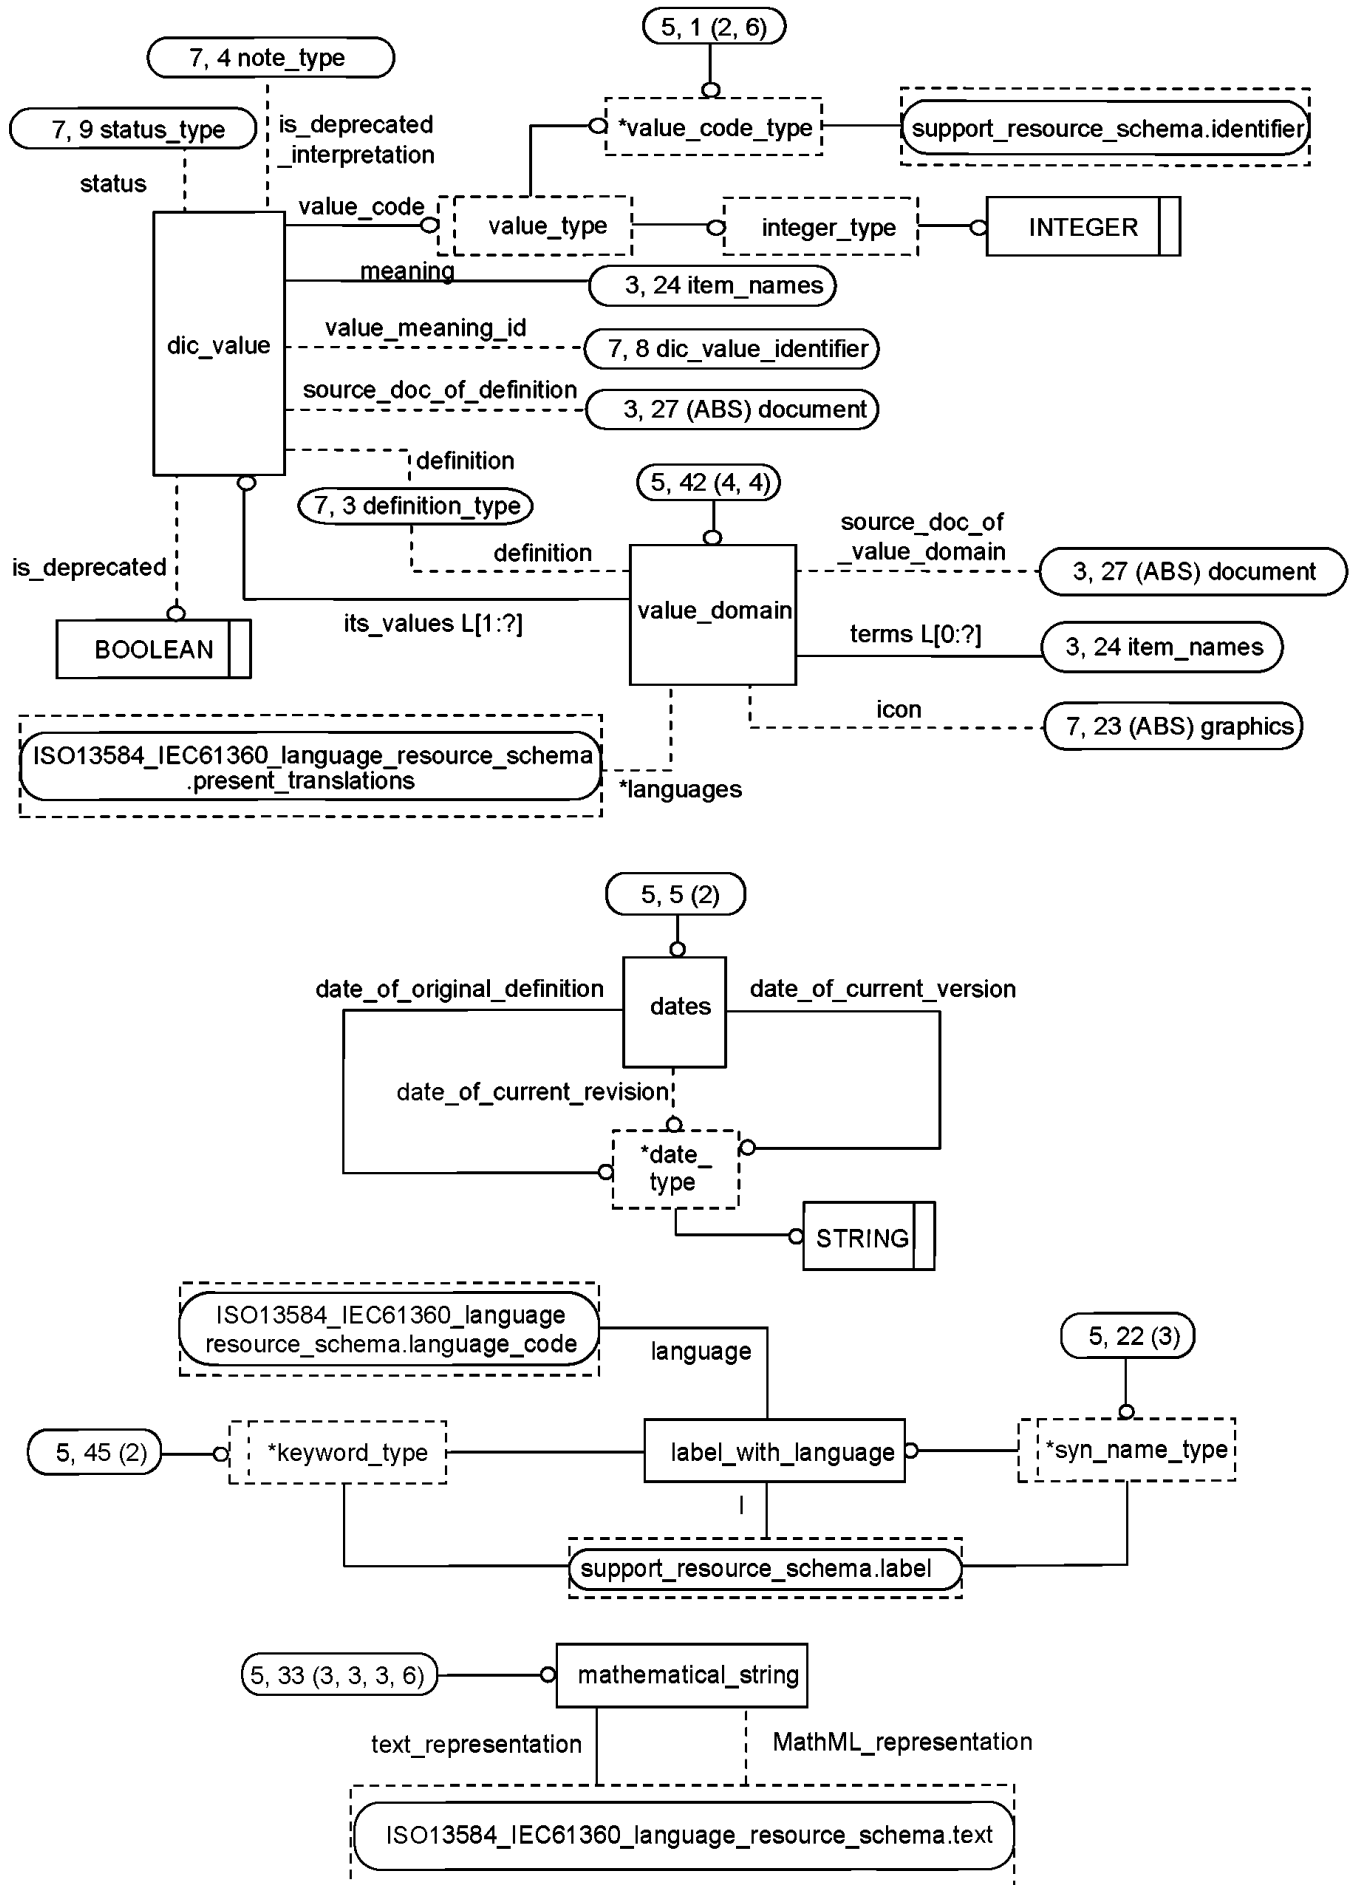 5, 1 (2, 6)
7, 4 note_type
7, 9 status_type
is_deprecated
_interpretation
*value_code_type
support_resource_schema.identifier
status
value_code
value_type
integer_type
INTEGER
meaning
3, 24 item_names
dic_value
value_meaning_id
7, 8 dic_value_identifier
source_doc_of_definition
3, 27 (ABS) document
definition
7, 3 definition_type
5, 42 (4, 4)
definition
source_doc_of
_value_domain
3, 27 (ABS) document
is_deprecated
its_values L[1:?]
value_domain
BOOLEAN
terms L[0:?]
3, 24 item_names
icon
7, 23 (ABS) graphics
ISO13584_IEC61360_language_resource_schema
.present_translations
*languages
5, 5 (2)
date_of_original_definition
dates
date_of_current_version
date_of_current_revision
*date_
type
STRING
ISO13584_IEC61360_language
resource_schema.language_code
language
5, 22 (3)
5, 45 (2)
*keyword_type
label_with_language
*syn_name_type
l
support_resource_schema.label
5, 33 (3, 3, 3, 6)
mathematical_string
text_representation
MathML_representation
ISO13584_IEC61360_language_resource_schema.text